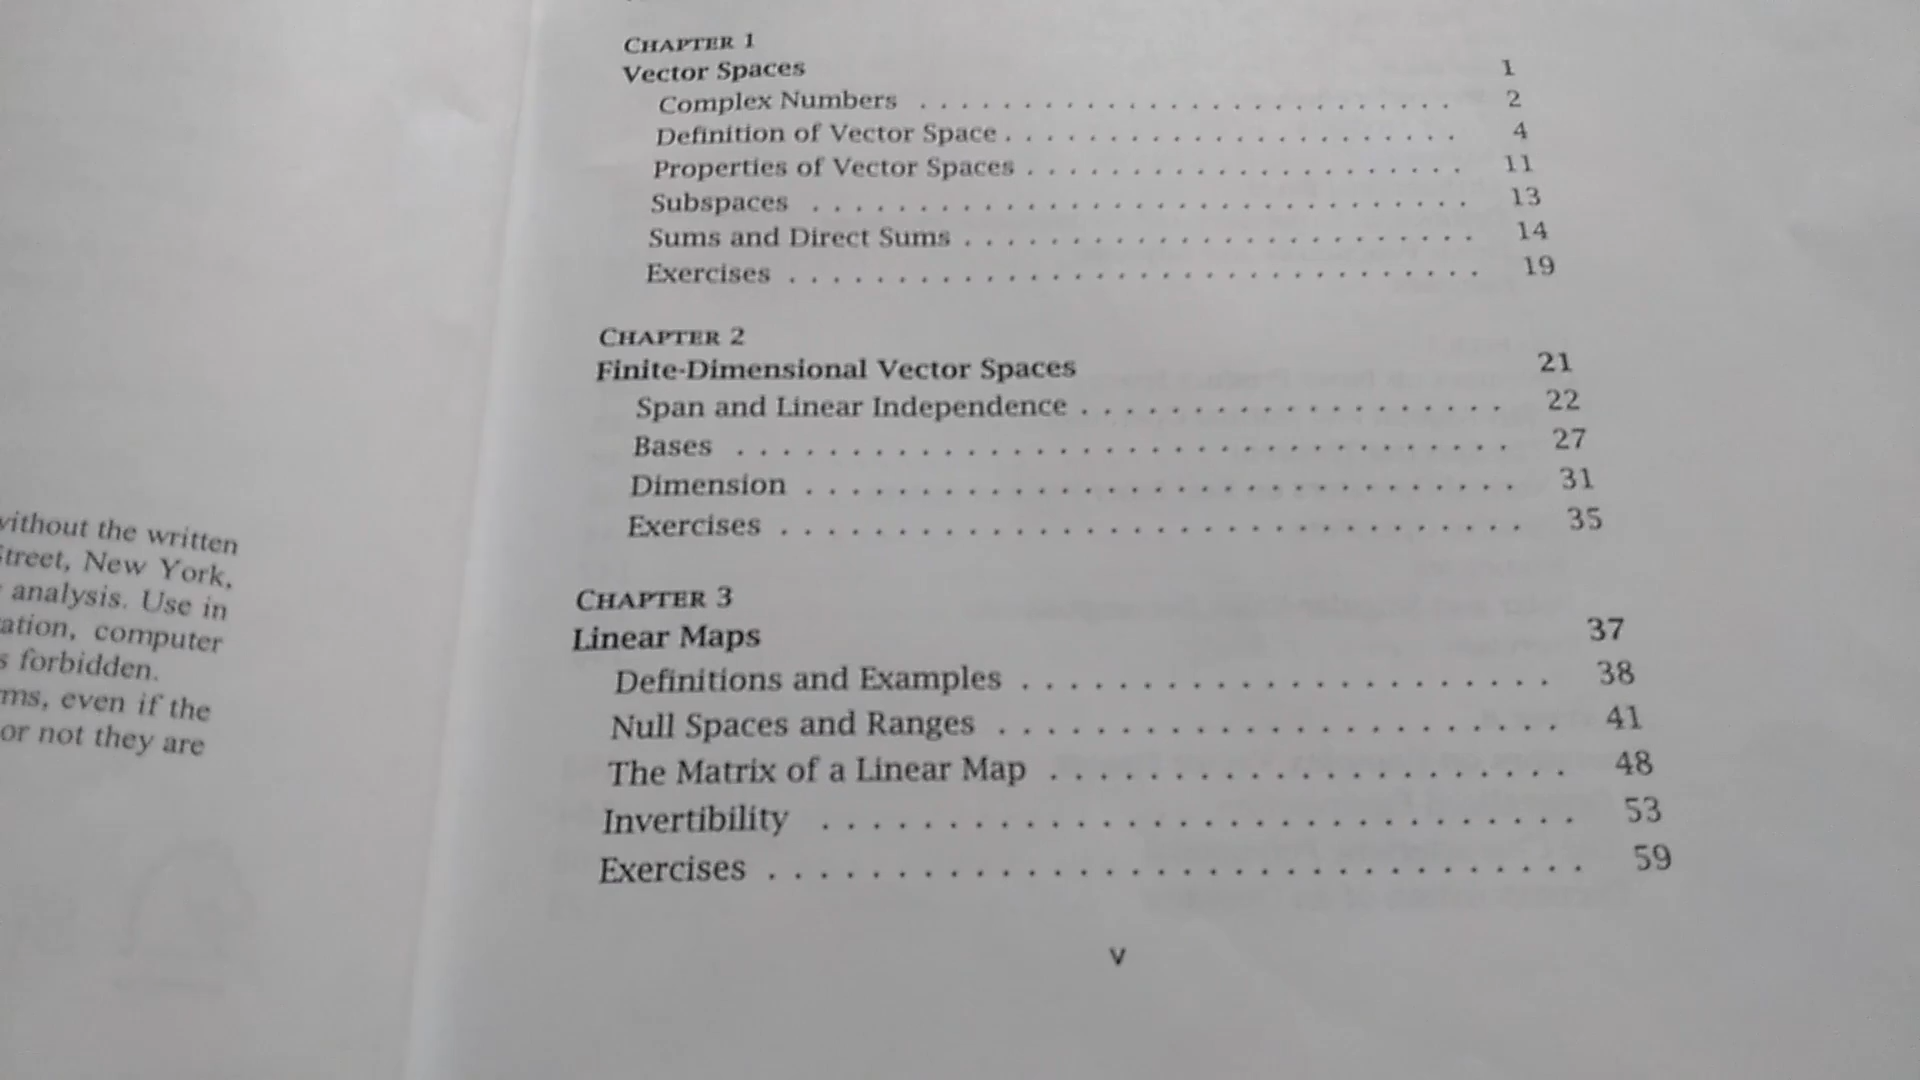 vithout the written
Street, New York,
analysis. Use in
ation, computer
s forbidden.
ms, even if the
or not they are
CHAPTER 1
Vector Spaces 1
Complex Numbers . . . . . . . . . . . . . . . . . . . . . . . 2
Definition of Vector Space . . . . . . . . . . . . . . . . . . . . 4
Properties of Vector Spaces . . . . . . . . . . . . . . . . . . . 11
Subspaces . . . . . . . . . . . . . . . . . . . . . . . . . . . . 13
Sums and Direct Sums . . . . . . . . . . . . . . . . . . . . . . 14
Exercises . . . . . . . . . . . . . . . . . . . . . . . . . . . . 19
CHAPTER 2
Finite-Dimensional Vector Spaces 21
Span and Linear Independence . . . . . . . . . . . . . . . . . . 22
Bases . . . . . . . . . . . . . . . . . . . . . . . . . . . . . . 27
Dimension . . . . . . . . . . . . . . . . . . . . . . . . . . . . 31
Exercises . . . . . . . . . . . . . . . . . . . . . . . . . . . . 35
CHAPTER 3
Linear Maps 37
Definitions and Examples . . . . . . . . . . . . . . . . . . . . 38
Null Spaces and Ranges . . . . . . . . . . . . . . . . . . . . . 41
The Matrix of a Linear Map . . . . . . . . . . . . . . . . . . . 48
Invertibility . . . . . . . . . . . . . . . . . . . . . . . . . . 53
Exercises . . . . . . . . . . . . . . . . . . . . . . . . . . . . 59
v